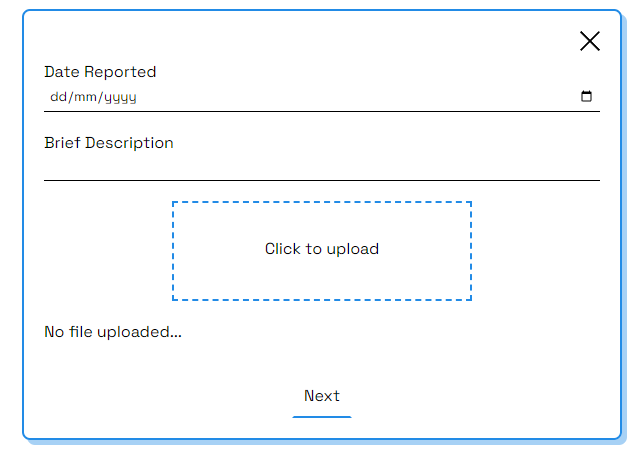 Date Reported
dd/mm/yyyy
Brief Description
Click to upload
No file uploaded...
Next